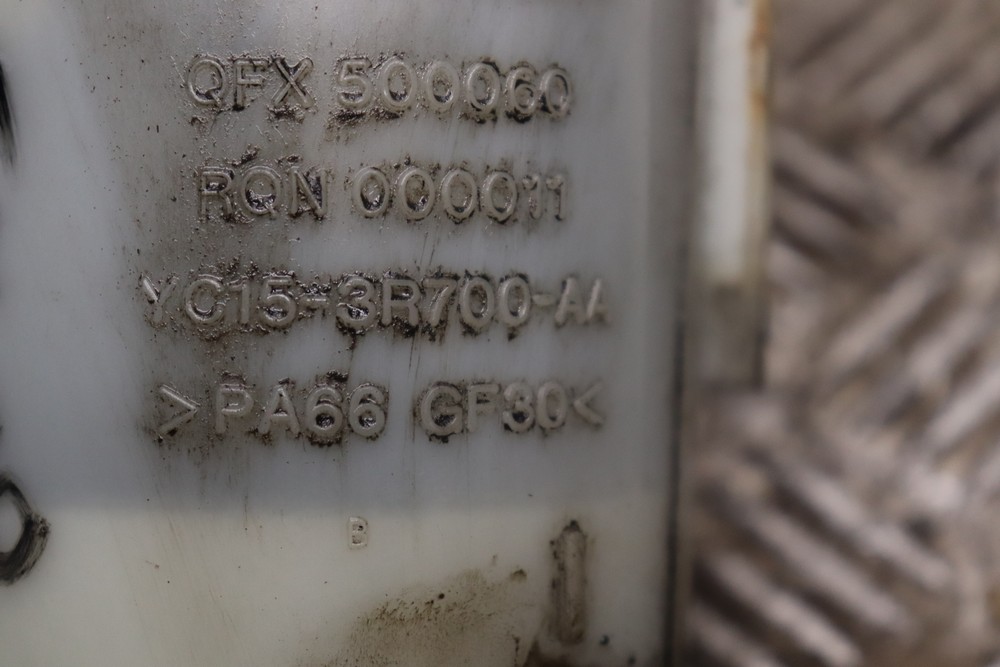 QFX 500060
RQN 000011
YC15-3R700-AA
>PA66 GF30<
B